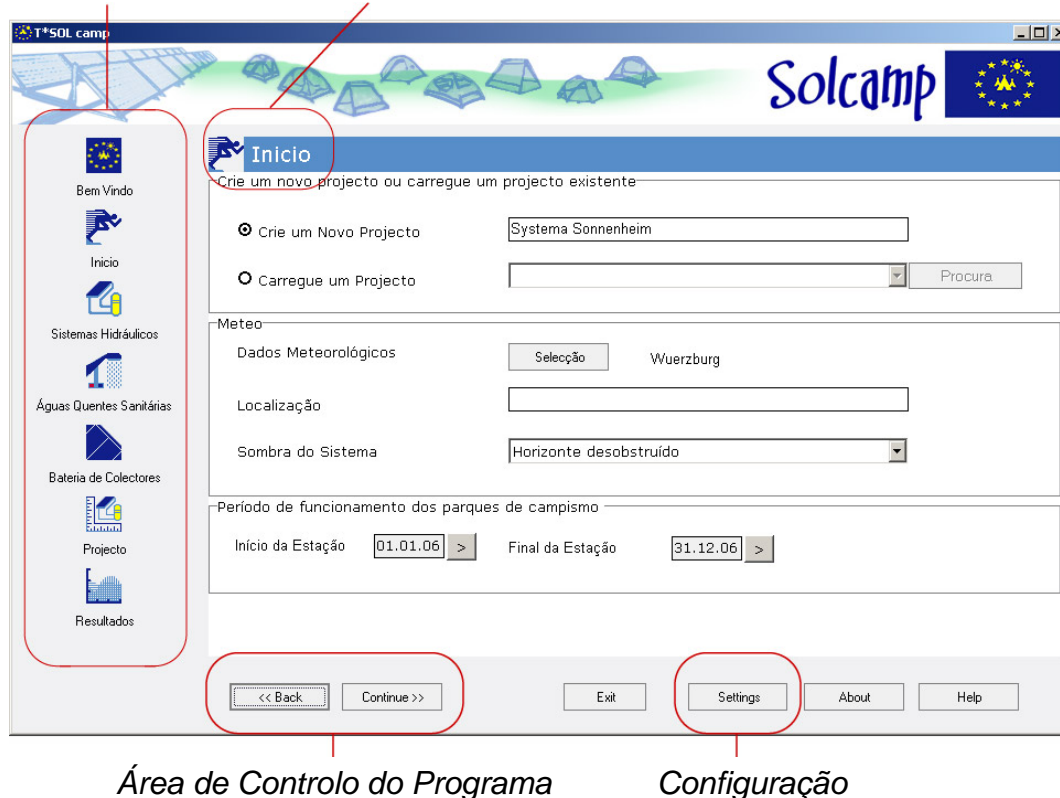 T*SOL camp
Solcamp
Bem Vindo
Inicio
Sistemas Hidráulicos
Águas Quentes Sanitárias
Bateria de Colectores
Projecto
Resultados
Inicio
Crie um novo projecto ou carregue um projecto existente
Crie um Novo Projecto Systema Sonnenheim
Carregue um Projecto Procura
Meteo
Dados Meteorológicos Selecção Wuerzburg
Localização
Sombra do Sistema Horizonte desobstruído
Período de funcionamento dos parques de campismo
Início da Estação 01.01.06 > Final da Estação 31.12.06 >
<< Back Continue >> Exit Settings About Help
Área de Controlo do Programa Configuração